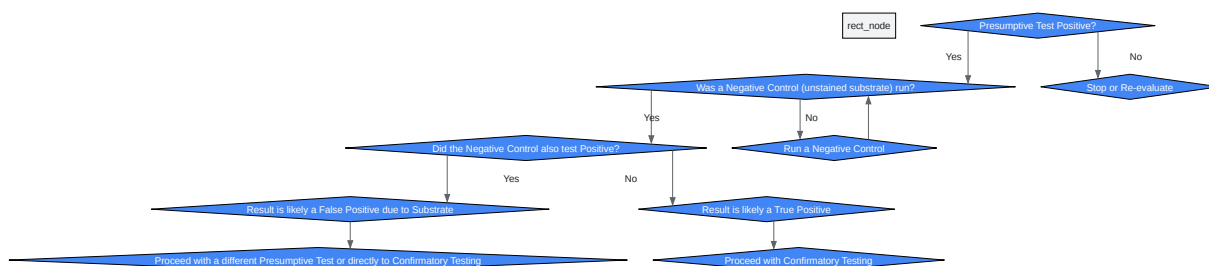 rect_node
Presumptive Test Positive?
Yes
No
Was a Negative Control (unstained substrate) run?
Stop or Re-evaluate
Yes
No
Did the Negative Control also test Positive?
Run a Negative Control
Yes
No
Result is likely a False Positive due to Substrate
Result is likely a True Positive
Proceed with a different Presumptive Test or directly to Confirmatory Testing
Proceed with Confirmatory Testing